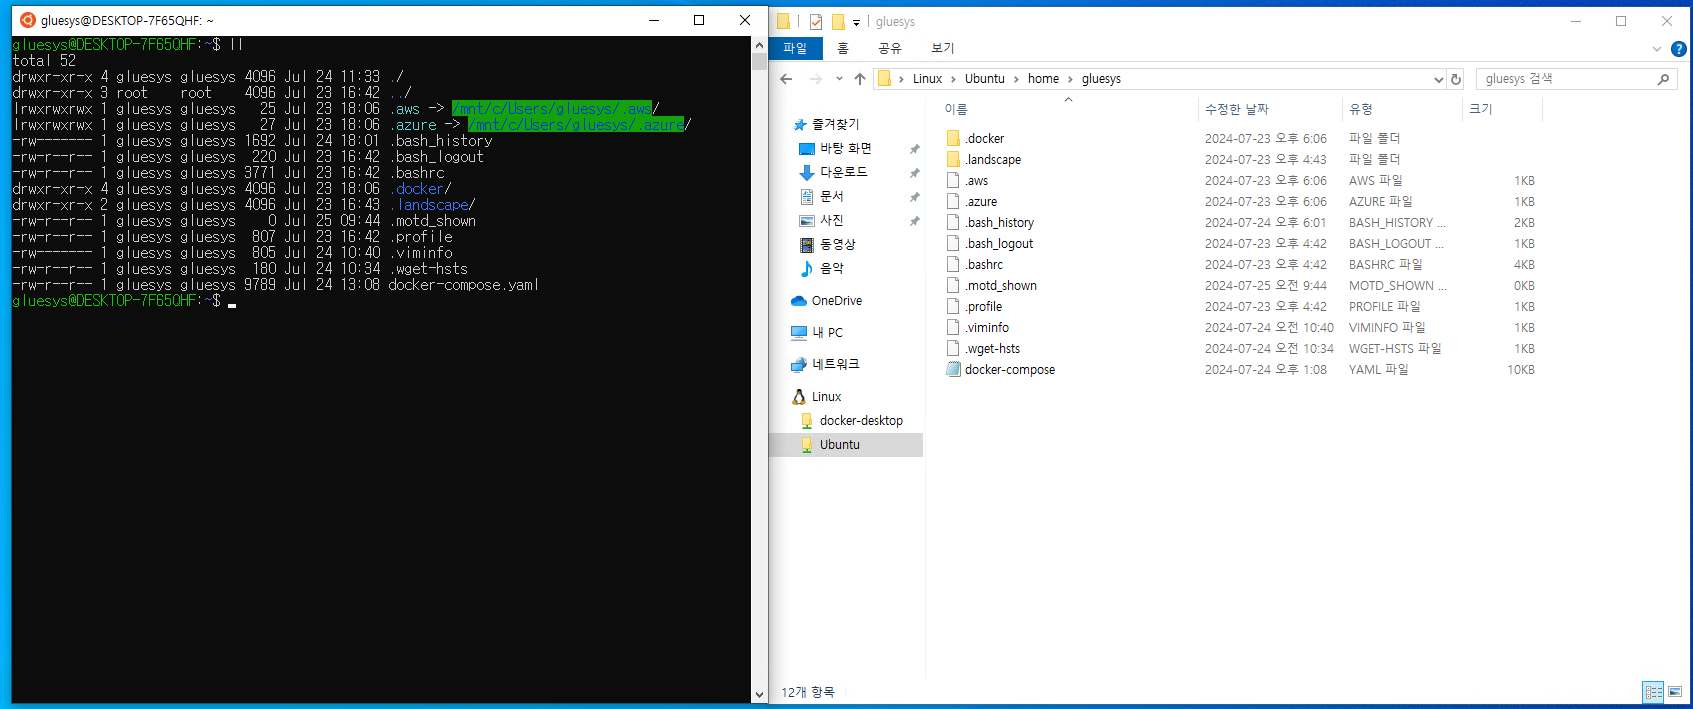 gluesys@DESKTOP-7F65QHF: ~
gluesys@DESKTOP-7F65QHF:~$ ll
total 52
drwxr-xr-x 4 gluesys gluesys 4096 Jul 24 11:33 ./
drwxr-xr-x 3 root    root    4096 Jul 23 16:42 ../
lrwxrwxrwx 1 gluesys gluesys   25 Jul 23 18:06 .aws -> /mnt/c/Users/gluesys/.aws/
lrwxrwxrwx 1 gluesys gluesys   27 Jul 23 18:06 .azure -> /mnt/c/Users/gluesys/.azure/
-rw------- 1 gluesys gluesys 1692 Jul 24 18:01 .bash_history
-rw-r--r-- 1 gluesys gluesys  220 Jul 23 16:42 .bash_logout
-rw-r--r-- 1 gluesys gluesys 3771 Jul 23 16:42 .bashrc
drwxr-xr-x 4 gluesys gluesys 4096 Jul 23 18:06 .docker/
drwxr-xr-x 2 gluesys gluesys 4096 Jul 23 16:43 .landscape/
-rw-r--r-- 1 gluesys gluesys    0 Jul 25 09:44 .motd_shown
-rw-r--r-- 1 gluesys gluesys  807 Jul 23 16:42 .profile
-rw------- 1 gluesys gluesys  805 Jul 24 10:40 .viminfo
-rw-r--r-- 1 gluesys gluesys  180 Jul 24 10:34 .wget-hsts
-rw-r--r-- 1 gluesys gluesys 9789 Jul 24 13:08 docker-compose.yaml
gluesys@DESKTOP-7F65QHF:~$
gluesys
파일 홈 공유 보기
Linux Ubuntu home gluesys
gluesys 검색
즐겨찾기
바탕 화면
다운로드
문서
사진
동영상
음악
OneDrive
내 PC
네트워크
Linux
docker-desktop
Ubuntu
이름 수정한 날짜 유형 크기
.docker 2024-07-23 오후 6:06 파일 폴더
.landscape 2024-07-23 오후 4:43 파일 폴더
.aws 2024-07-23 오후 6:06 AWS 파일 1KB
.azure 2024-07-23 오후 6:06 AZURE 파일 1KB
.bash_history 2024-07-24 오후 6:01 BASH_HISTORY ... 2KB
.bash_logout 2024-07-23 오후 4:42 BASH_LOGOUT ... 1KB
.bashrc 2024-07-23 오후 4:42 BASHRC 파일 4KB
.motd_shown 2024-07-25 오전 9:44 MOTD_SHOWN ... 0KB
.profile 2024-07-23 오후 4:42 PROFILE 파일 1KB
.viminfo 2024-07-24 오전 10:40 VIMINFO 파일 1KB
.wget-hsts 2024-07-24 오전 10:34 WGET-HSTS 파일 1KB
docker-compose 2024-07-24 오후 1:08 YAML 파일 10KB
12개 항목